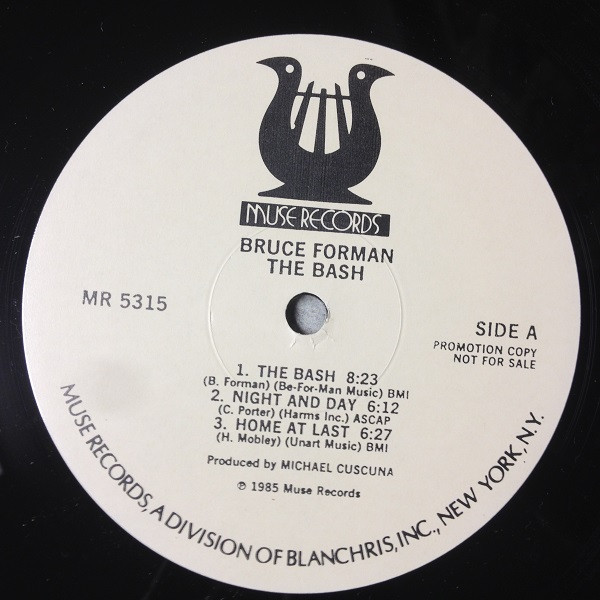 MUSE RECORDS
BRUCE FORMAN
THE BASH
MR 5315
SIDE A
PROMOTION COPY
NOT FOR SALE
1. THE BASH 8:23
(B. Forman) (Be-For-Man Music) BMI
2. NIGHT AND DAY 6:12
(C. Porter) (Harms Inc.) ASCAP
3. HOME AT LAST 6:27
(H. Mobley) (Unart Music) BMI
Produced by MICHAEL CUSCUNA
℗ 1985 Muse Records
MUSE RECORDS, A DIVISION OF BLANCHRIS, INC., NEW YORK, N.Y.